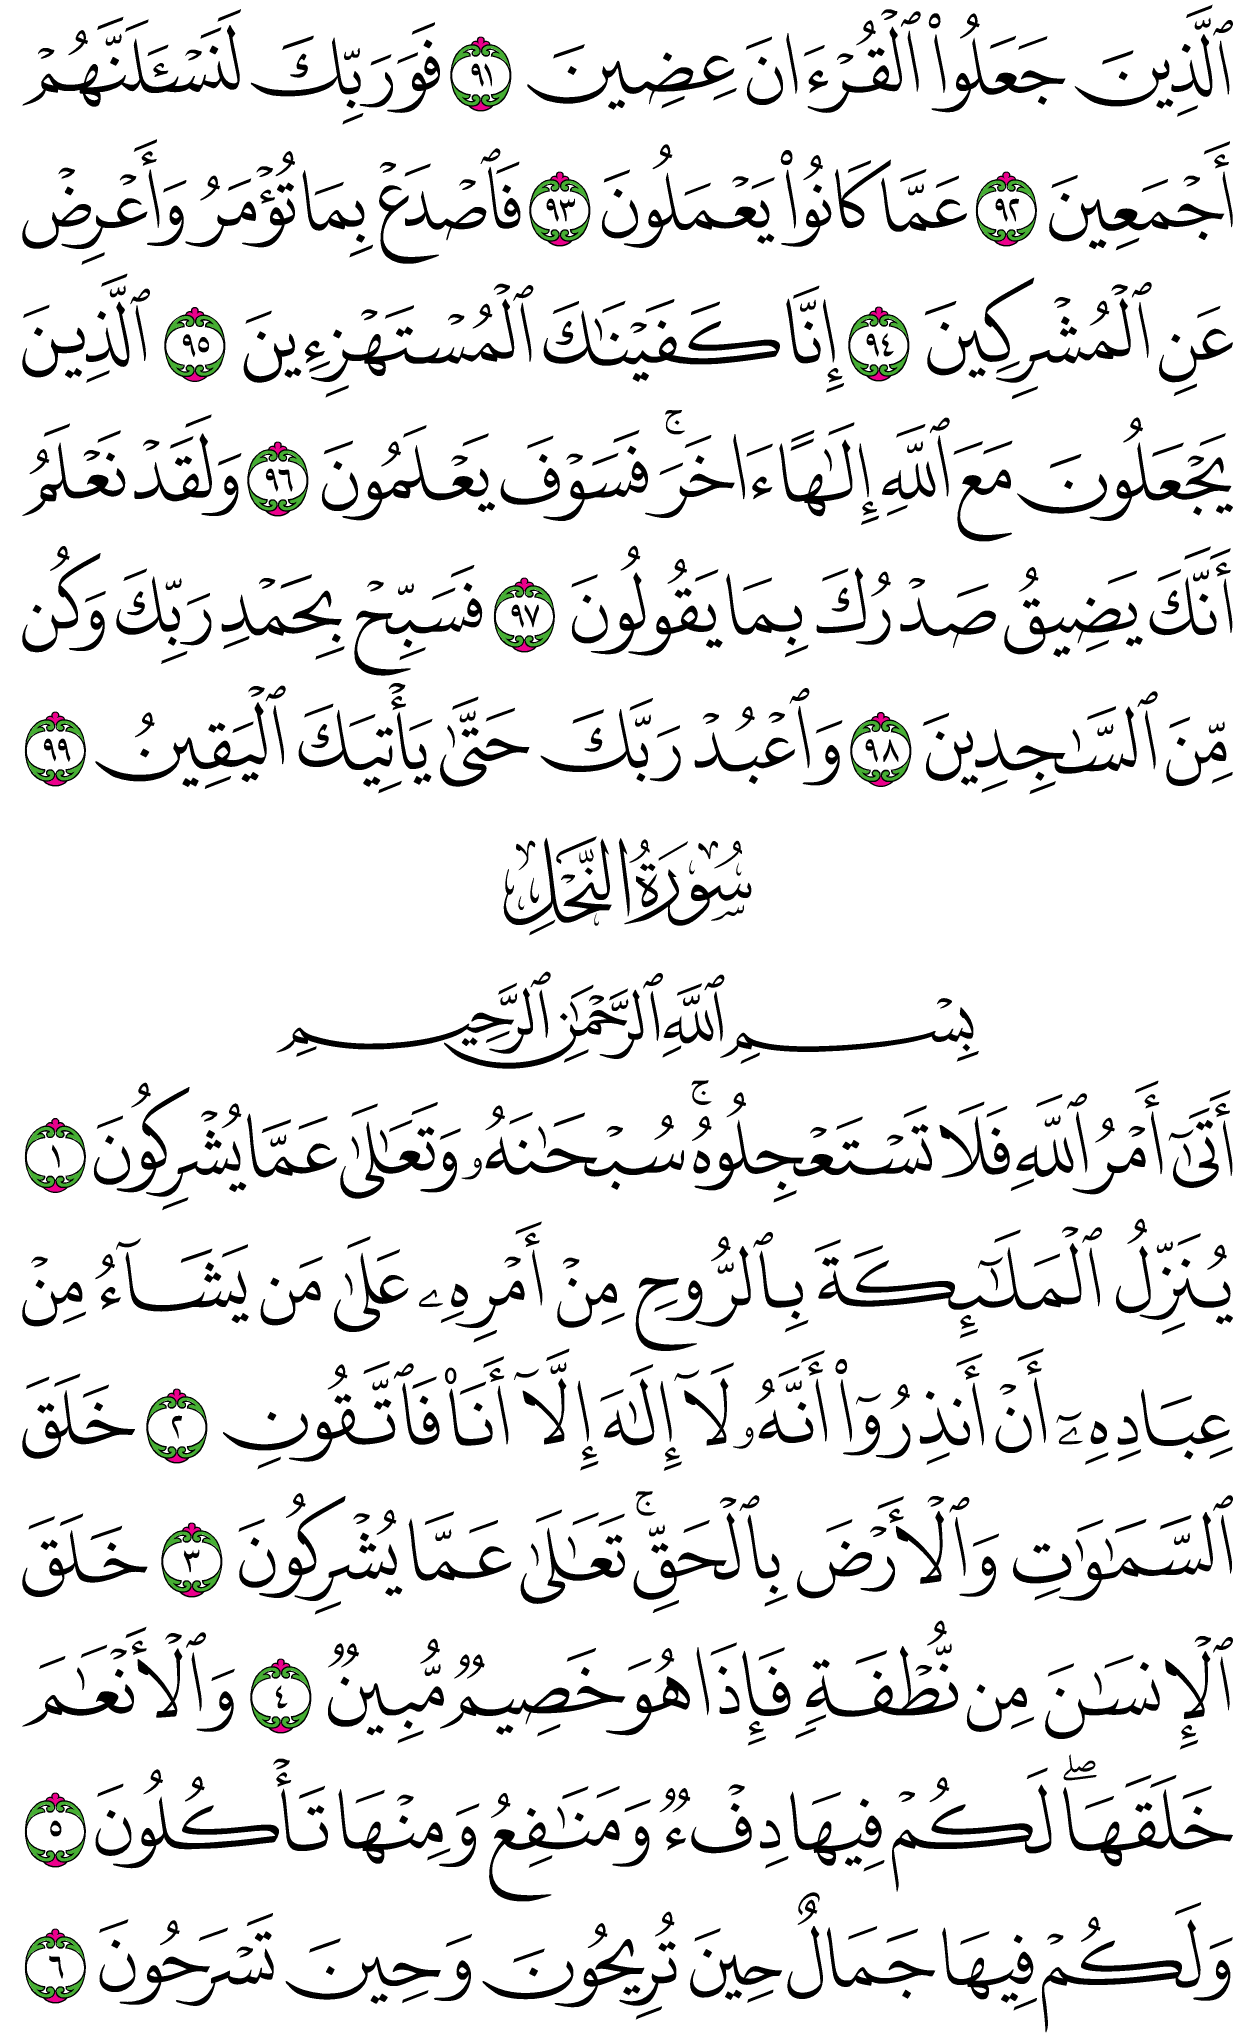 ٱلَّذِينَ جَعَلُوا۟ ٱلْقُرْءَانَ عِضِينَ ٩١ فَوَرَبِّكَ لَنَسْـَٔلَنَّهُمْ
أَجْمَعِينَ ٩٢ عَمَّا كَانُوا۟ يَعْمَلُونَ ٩٣ فَٱصْدَعْ بِمَا تُؤْمَرُ وَأَعْرِضْ
عَنِ ٱلْمُشْرِكِينَ ٩٤ إِنَّا كَفَيْنَـٰكَ ٱلْمُسْتَهْزِءِينَ ٩٥ ٱلَّذِينَ
يَجْعَلُونَ مَعَ ٱللَّهِ إِلَـٰهًا ءَاخَرَ ۚ فَسَوْفَ يَعْلَمُونَ ٩٦ وَلَقَدْ نَعْلَمُ
أَنَّكَ يَضِيقُ صَدْرُكَ بِمَا يَقُولُونَ ٩٧ فَسَبِّحْ بِحَمْدِ رَبِّكَ وَكُن
مِّنَ ٱلسَّـٰجِدِينَ ٩٨ وَٱعْبُدْ رَبَّكَ حَتَّىٰ يَأْتِيَكَ ٱلْيَقِينُ ٩٩
سُورَةُ النَّحْلِ
بِسْمِ ٱللَّهِ ٱلرَّحْمَـٰنِ ٱلرَّحِيمِ
أَتَىٰٓ أَمْرُ ٱللَّهِ فَلَا تَسْتَعْجِلُوهُ ۚ سُبْحَـٰنَهُۥ وَتَعَـٰلَىٰ عَمَّا يُشْرِكُونَ ١
يُنَزِّلُ ٱلْمَلَـٰٓئِكَةَ بِٱلرُّوحِ مِنْ أَمْرِهِۦ عَلَىٰ مَن يَشَآءُ مِنْ
عِبَادِهِۦٓ أَنْ أَنذِرُوٓا۟ أَنَّهُۥ لَآ إِلَـٰهَ إِلَّآ أَنَا۠ فَٱتَّقُونِ ٢ خَلَقَ
ٱلسَّمَـٰوَٰتِ وَٱلْأَرْضَ بِٱلْحَقِّ ۚ تَعَـٰلَىٰ عَمَّا يُشْرِكُونَ ٣ خَلَقَ
ٱلْإِنسَـٰنَ مِن نُّطْفَةٍ فَإِذَا هُوَ خَصِيمٌ مُّبِينٌ ٤ وَٱلْأَنْعَـٰمَ
خَلَقَهَا ۖ لَكُمْ فِيهَا دِفْءٌ وَمَنَـٰفِعُ وَمِنْهَا تَأْكُلُونَ ٥
وَلَكُمْ فِيهَا جَمَالٌ حِينَ تُرِيحُونَ وَحِينَ تَسْرَحُونَ ٦